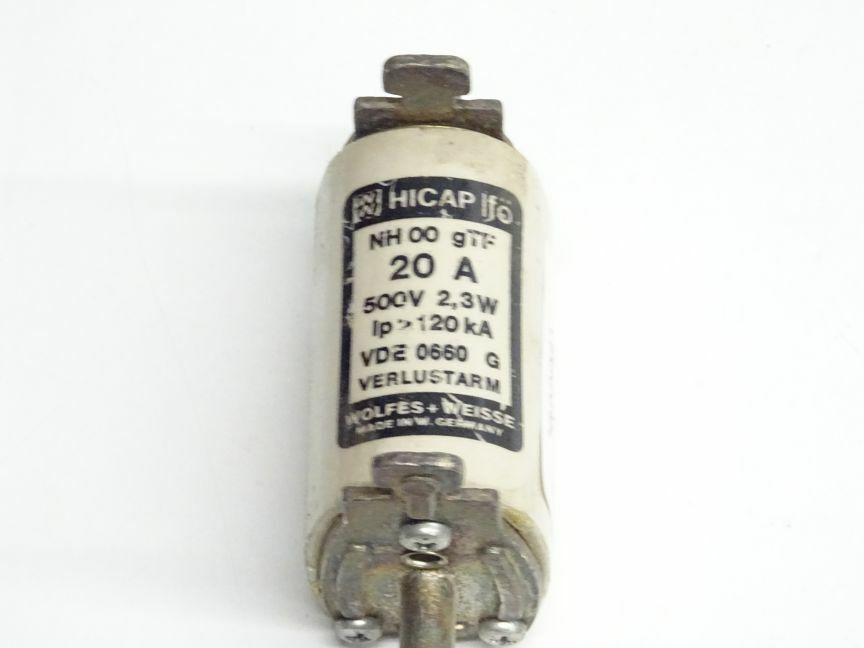 HICAP Ifö
NH 00 gTF
20 A
500V 2,3W
Ip > 120 kA
VDE 0660 G
VERLUSTARM
WOLFES + WEISSE
MADE IN W. GERMANY